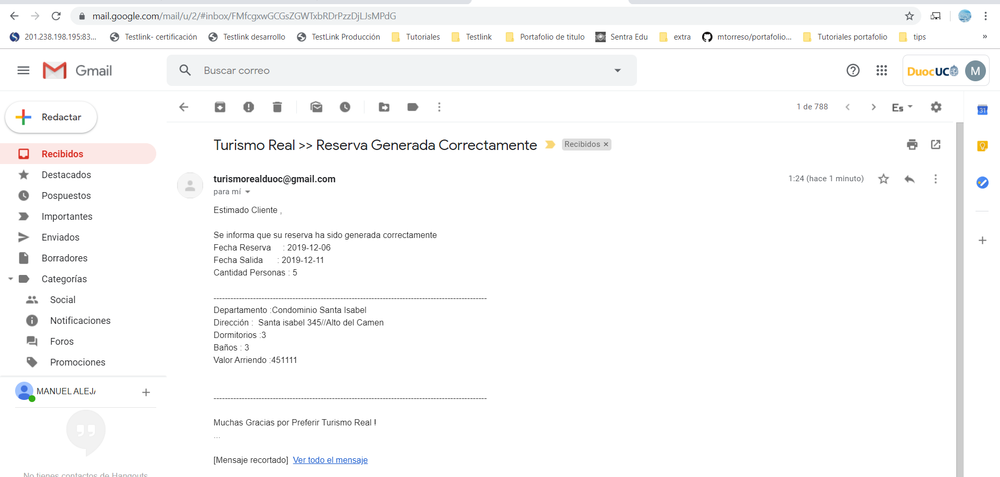 mail.google.com/mail/u/2/#inbox/FMfcgxwGCGsZGWTxbRDrPzzDjLJsMPdG
201.238.198.195:83... Testlink- certificación Testlink desarrollo TestLink Producción Tutoriales Testlink Portafolio de titulo Sentra Edu extra mtorreso/portafolio... Tutoriales portafolio tips »
Gmail Buscar correo DuocUC M
Redactar
1 de 788 Es
31
Turismo Real >> Reserva Generada Correctamente Recibidos ×
Recibidos
Destacados
Pospuestos
Importantes
Enviados
Borradores
Categorías
Social
Notificaciones
Foros
Promociones
MANUEL ALEJA
No tienes contactos de Hangouts
turismorealduoc@gmail.com 1:24 (hace 1 minuto)
para mí
Estimado Cliente ,
Se informa que su reserva ha sido generada correctamente
Fecha Reserva : 2019-12-06
Fecha Salida : 2019-12-11
Cantidad Personas : 5
-------------------------------------------------------------------------------------------------
Departamento :Condominio Santa Isabel
Dirección : Santa isabel 345//Alto del Camen
Dormitorios :3
Baños : 3
Valor Arriendo :451111
-------------------------------------------------------------------------------------------------
Muchas Gracias por Preferir Turismo Real !
...
[Mensaje recortado] Ver todo el mensaje